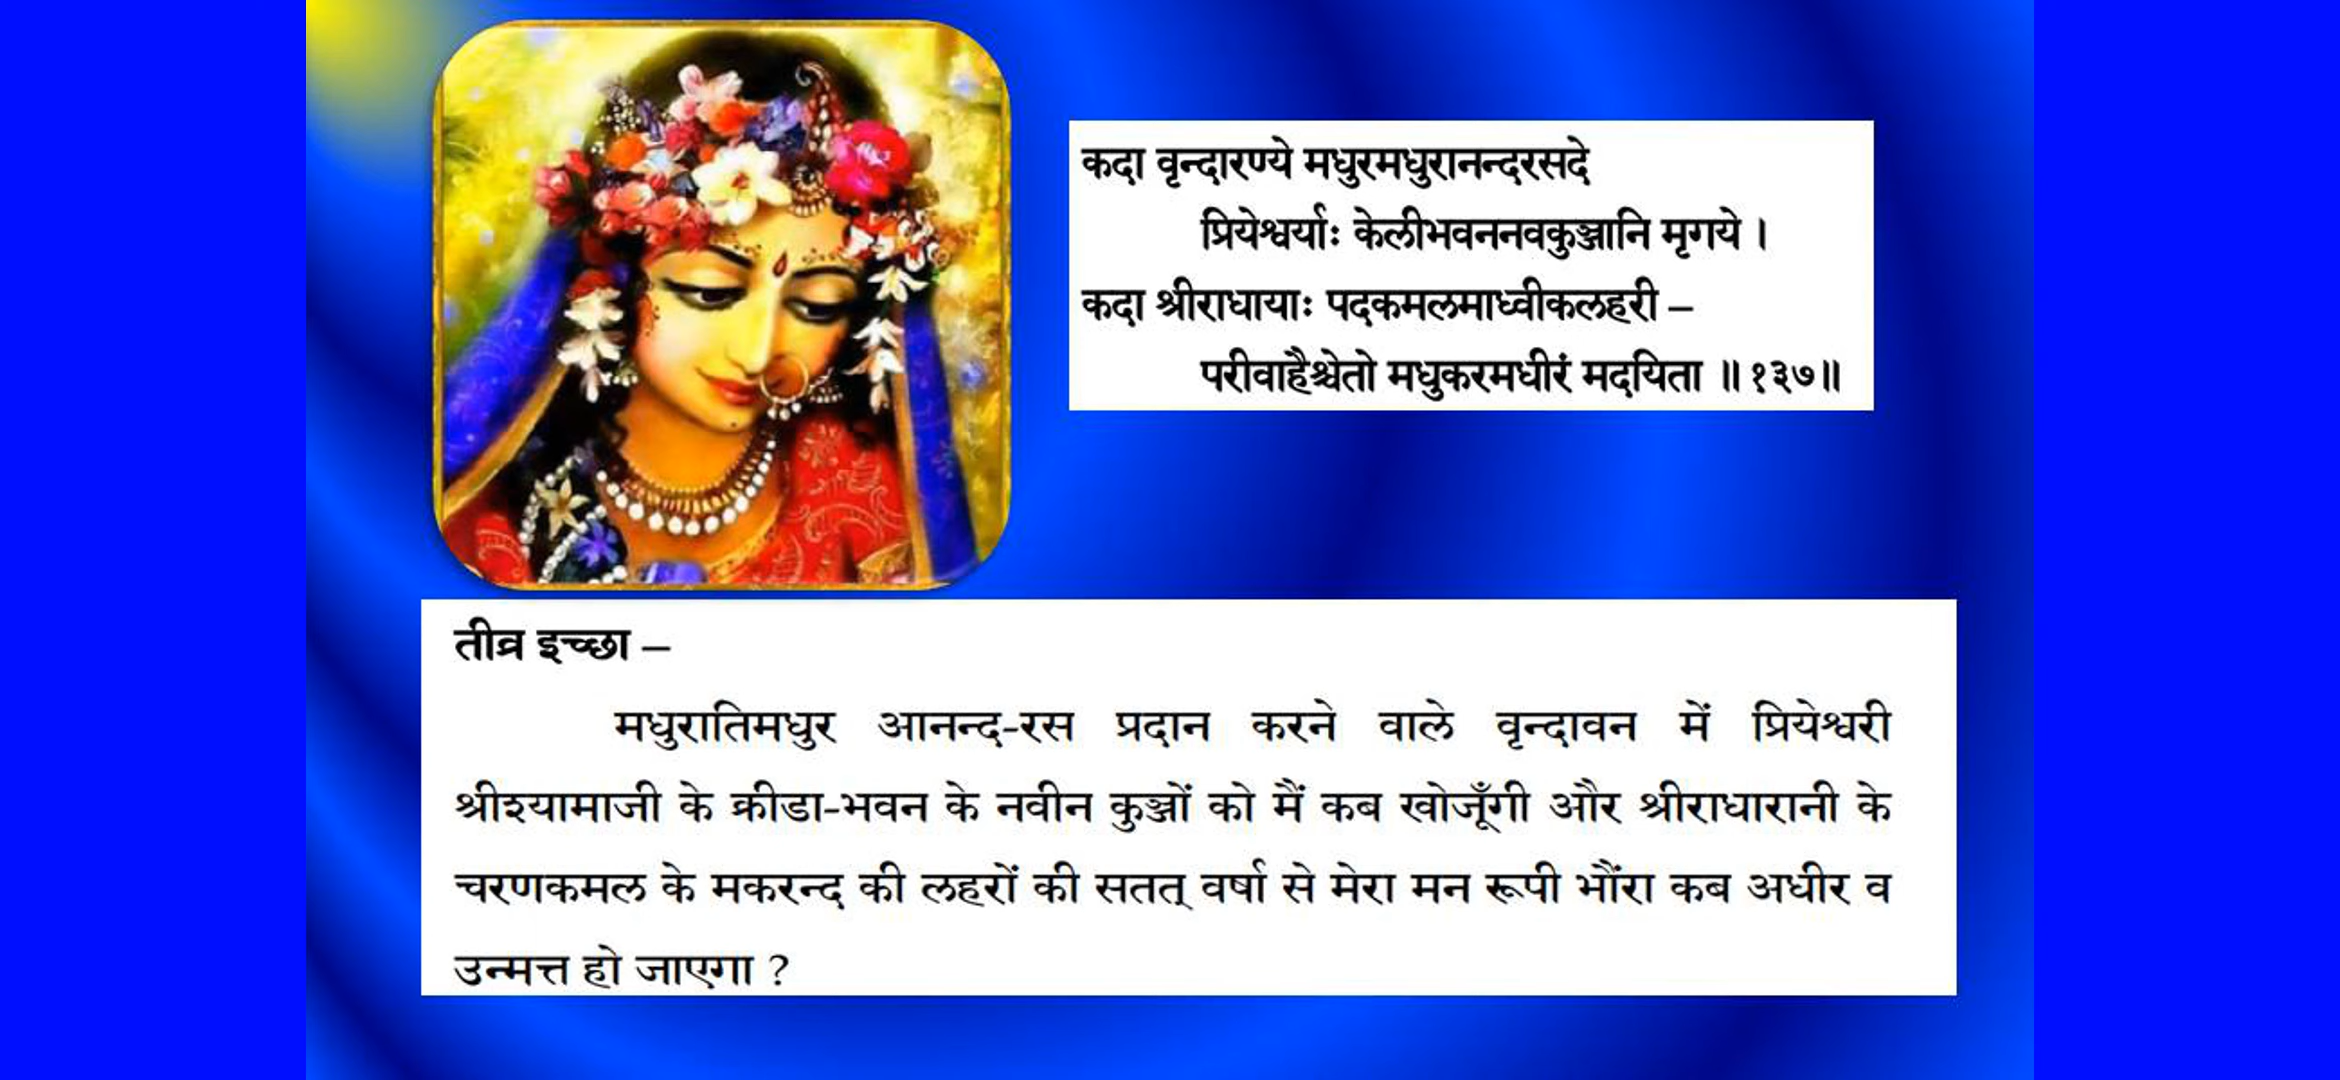 कदा वृन्दारण्ये मधुरमधुरानन्दरसदे
प्रियेश्वर्याः केलीभवननवकुञ्जानि मृगये ।
कदा श्रीराधायाः पदकमलमाध्वीकलहरी –
परीवाहैश्चेतो मधुकरमधीरं मदयिता ॥१३७॥
तीव्र इच्छा –
मधुरातिमधुर आनन्द-रस प्रदान करने वाले वृन्दावन में प्रियेश्वरी
श्रीश्यामाजी के क्रीडा-भवन के नवीन कुञ्जों को मैं कब खोजूँगी और श्रीराधारानी के
चरणकमल के मकरन्द की लहरों की सतत् वर्षा से मेरा मन रूपी भौंरा कब अधीर व
उन्मत्त हो जाएगा ?